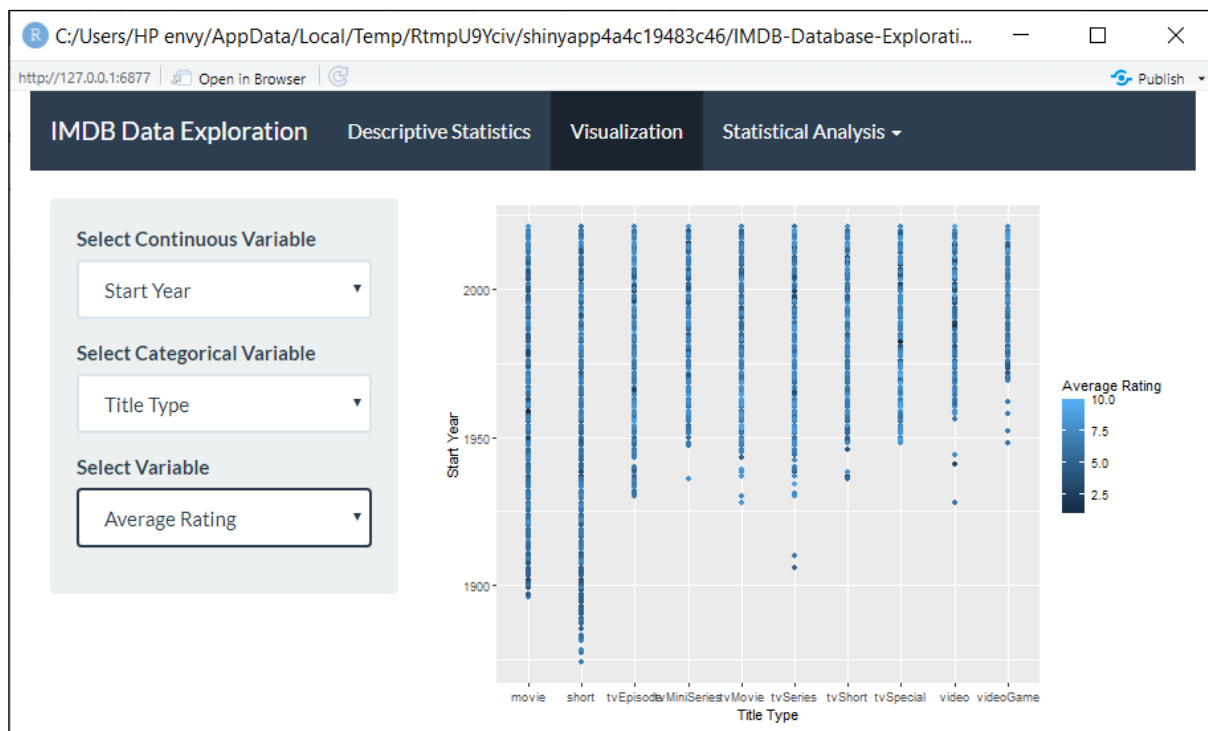 R C:/Users/HP envy/AppData/Local/Temp/RtmpU9Yciv/shinyapp4a4c19483c46/IMDB-Database-Explorati...
http://127.0.0.1:6877 Open in Browser Publish
IMDB Data Exploration Descriptive Statistics Visualization Statistical Analysis
Select Continuous Variable
Start Year
Select Categorical Variable
Title Type
Select Variable
Average Rating
Start Year
2000
1950
1900
movie short tvEpisode tvMiniSeries tvMovie tvSeries tvShort tvSpecial video videoGame
Title Type
Average Rating
10.0
7.5
5.0
2.5